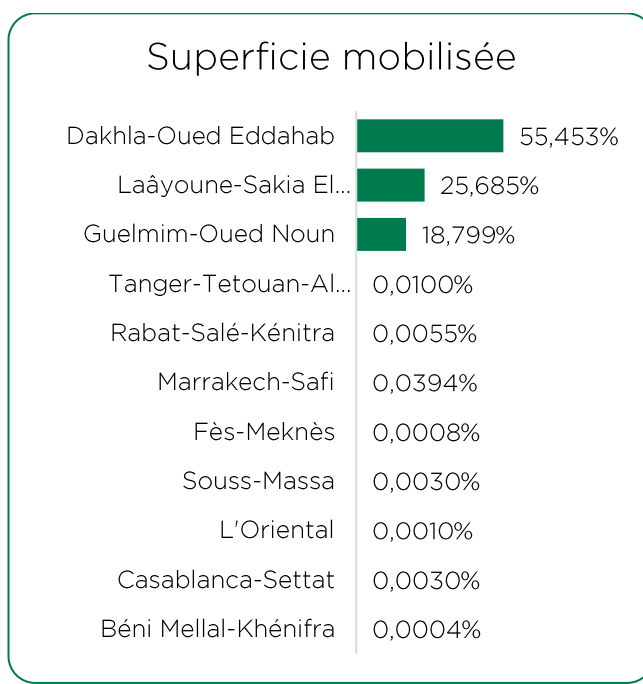 Superficie mobilisée
Dakhla-Oued Eddahab 55,453%
Laâyoune-Sakia El... 25,685%
Guelmim-Oued Noun 18,799%
Tanger-Tetouan-Al... 0,0100%
Rabat-Salé-Kénitra 0,0055%
Marrakech-Safi 0,0394%
Fès-Meknès 0,0008%
Souss-Massa 0,0030%
L'Oriental 0,0010%
Casablanca-Settat 0,0030%
Béni Mellal-Khénifra 0,0004%